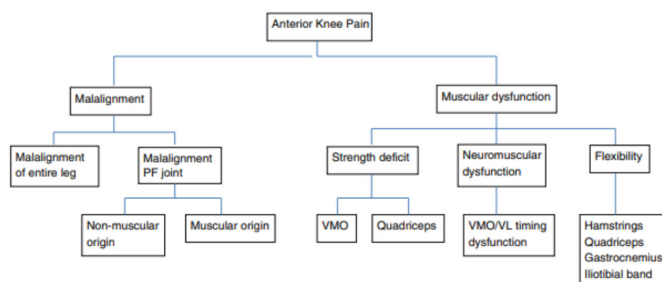 Anterior Knee Pain
Malalignment
Muscular dysfunction
Malalignment
of entire leg
Malalignment
PF joint
Strength deficit
Neuromuscular
dysfunction
Flexibility
Non-muscular
origin
Muscular origin
VMO
Quadriceps
VMO/VL timing
dysfunction
Hamstrings
Quadriceps
Gastrocnemius
Iliotibial band